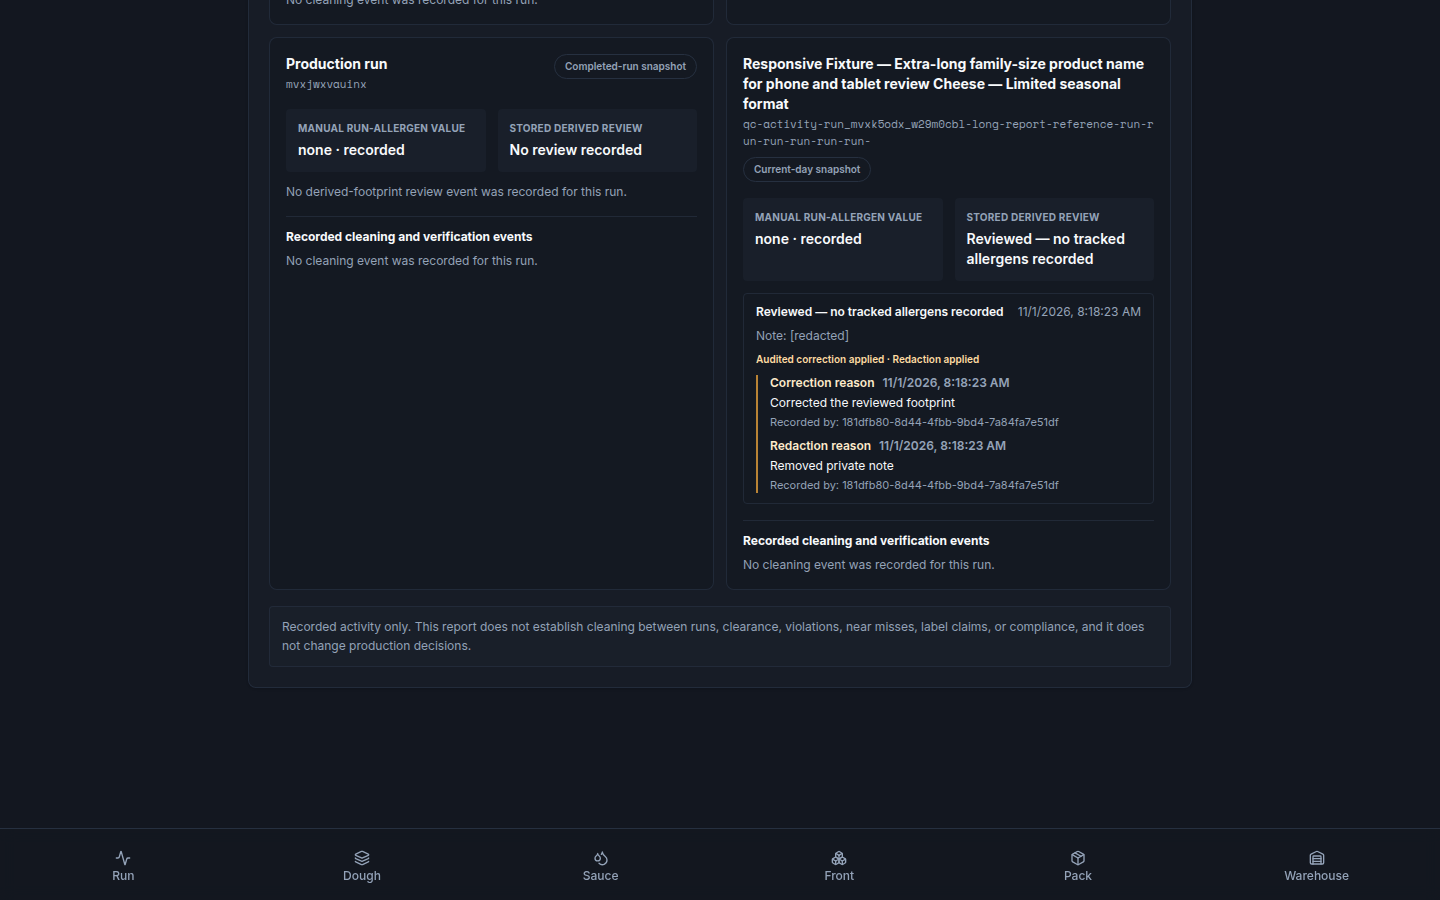 No cleaning event was recorded for this run.
Production run
mvxjwxvauinx
Completed-run snapshot
MANUAL RUN-ALLERGEN VALUE
none · recorded
STORED DERIVED REVIEW
No review recorded
No derived-footprint review event was recorded for this run.
Recorded cleaning and verification events
No cleaning event was recorded for this run.
Responsive Fixture — Extra-long family-size product name
for phone and tablet review Cheese — Limited seasonal
format
qc-activity-run_mvxk5odx_w29m0cbl-long-report-reference-run-r
un-run-run-run-run-
Current-day snapshot
MANUAL RUN-ALLERGEN VALUE
none · recorded
STORED DERIVED REVIEW
Reviewed — no tracked
allergens recorded
Reviewed — no tracked allergens recorded 11/1/2026, 8:18:23 AM
Note: [redacted]
Audited correction applied · Redaction applied
Correction reason 11/1/2026, 8:18:23 AM
Corrected the reviewed footprint
Recorded by: 181dfb80-8d44-4fbb-9bd4-7a84fa7e51df
Redaction reason 11/1/2026, 8:18:23 AM
Removed private note
Recorded by: 181dfb80-8d44-4fbb-9bd4-7a84fa7e51df
Recorded cleaning and verification events
No cleaning event was recorded for this run.
Recorded activity only. This report does not establish cleaning between runs, clearance, violations, near misses, label claims, or compliance, and it does
not change production decisions.
Run
Dough
Sauce
Front
Pack
Warehouse